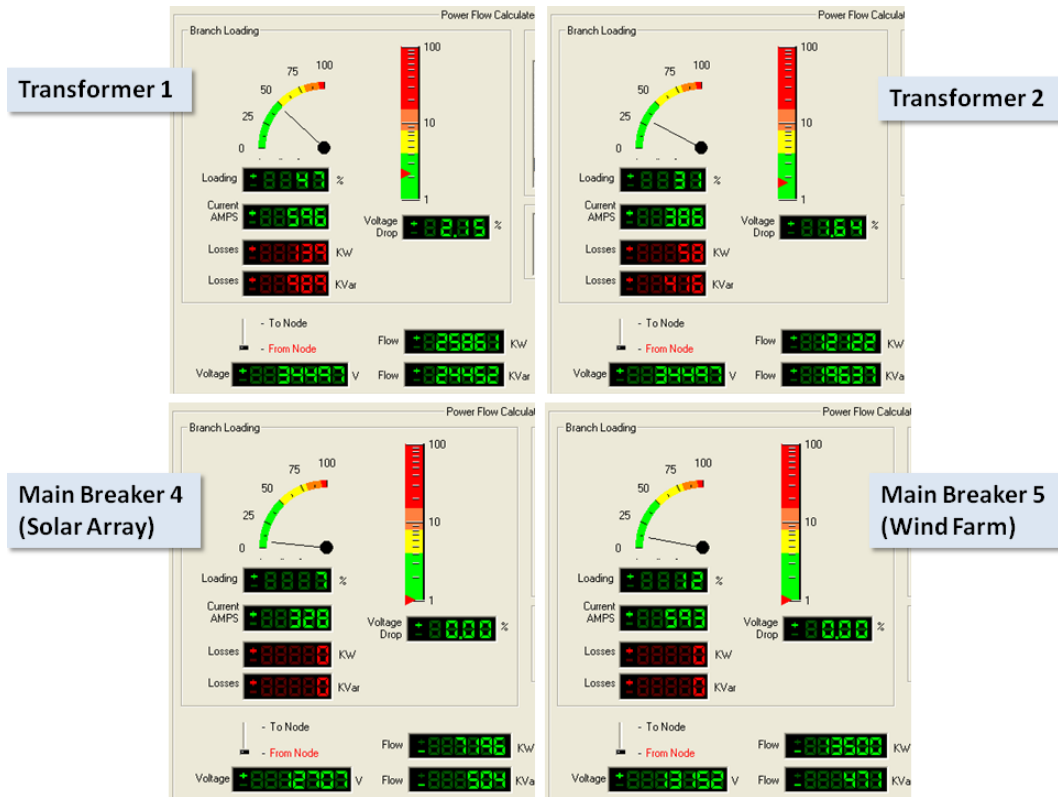 Transformer 1
Power Flow Calculate
Branch Loading
0
25
50
75
100
100
10
1
Loading + 47 %
Current
AMPS + 596
Losses + 139 KW
Losses + 989 KVar
Voltage
Drop + 2.15 %
- To Node
- From Node
Voltage + 34497 V
Flow + 25861 KW
Flow + 24452 KVar
Transformer 2
Power Flow Calculate
Branch Loading
0
25
50
75
100
100
10
1
Loading + 31 %
Current
AMPS + 386
Losses + 58 KW
Losses + 416 KVar
Voltage
Drop + 1.64 %
- To Node
- From Node
Voltage + 34497 V
Flow + 12122 KW
Flow + 19637 KVar
Main Breaker 4
(Solar Array)
Power Flow Calculat
Branch Loading
0
25
50
75
100
100
10
1
Loading + 7 %
Current
AMPS + 328
Losses + 0 KW
Losses + 0 KVar
Voltage
Drop + 0.00 %
- To Node
- From Node
Voltage + 12707 V
Flow - 7196 KW
Flow - 504 KVa
Main Breaker 5
(Wind Farm)
Power Flow Calculat
Branch Loading
0
25
50
75
100
100
10
1
Loading + 12 %
Current
AMPS + 593
Losses + 0 KW
Losses + 0 KVar
Voltage
Drop + 0.00 %
- To Node
- From Node
Voltage + 13152 V
Flow - 13500 KW
Flow - 471 KVa